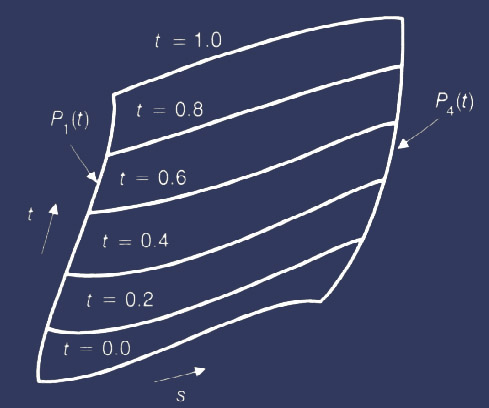 t = 1.0
t = 0.8
P₁(t)
P₄(t)
t = 0.6
t
t = 0.4
t = 0.2
t = 0.0
s